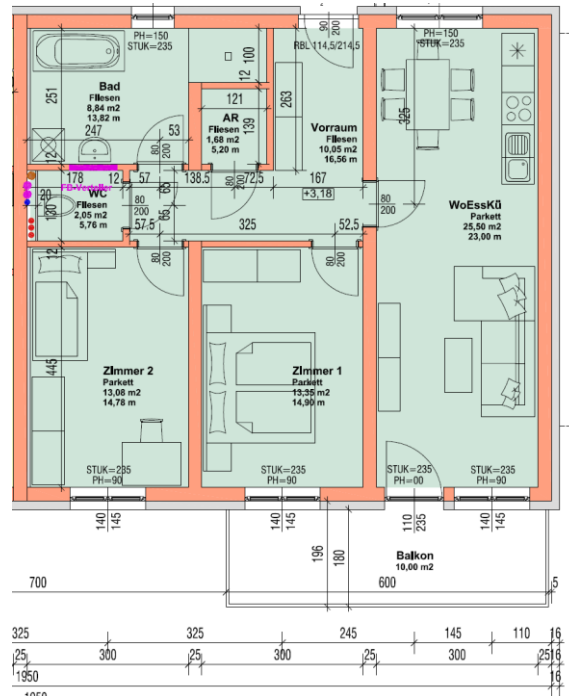 PH=150
STUK=235
90
200
RBL 114,5/214,5
PH=150
STUK=235
Bad
Fliesen
8,84 m2
13,82 m
251
247
53
100
12
121
AR
Fliesen
1,68 m2
5,20 m
139
263
Vorraum
Fliesen
10,05 m2
16,56 m
325
80
200
12
178
12
57
138.5
72,5
167
FB-Verteiler
WC
Fliesen
2,05 m2
5,76 m
20
130
80
200
65
65
80
200
+3,18
80
200
WoEssKü
Parkett
25,50 m2
23,00 m
57.5
325
52,5
12
80
200
80
200
445
Zimmer 2
Parkett
13,08 m2
14,78 m
Zimmer 1
Parkett
13,35 m2
14,90 m
STUK=235
PH=90
STUK=235
PH=90
STUK=235
PH=00
STUK=235
PH=90
140
145
140
145
110
235
140
145
196
180
Balkon
10,00 m2
700
600
5
325
325
245
145
110
16
25
300
25
300
25
300
25
16
1950
16